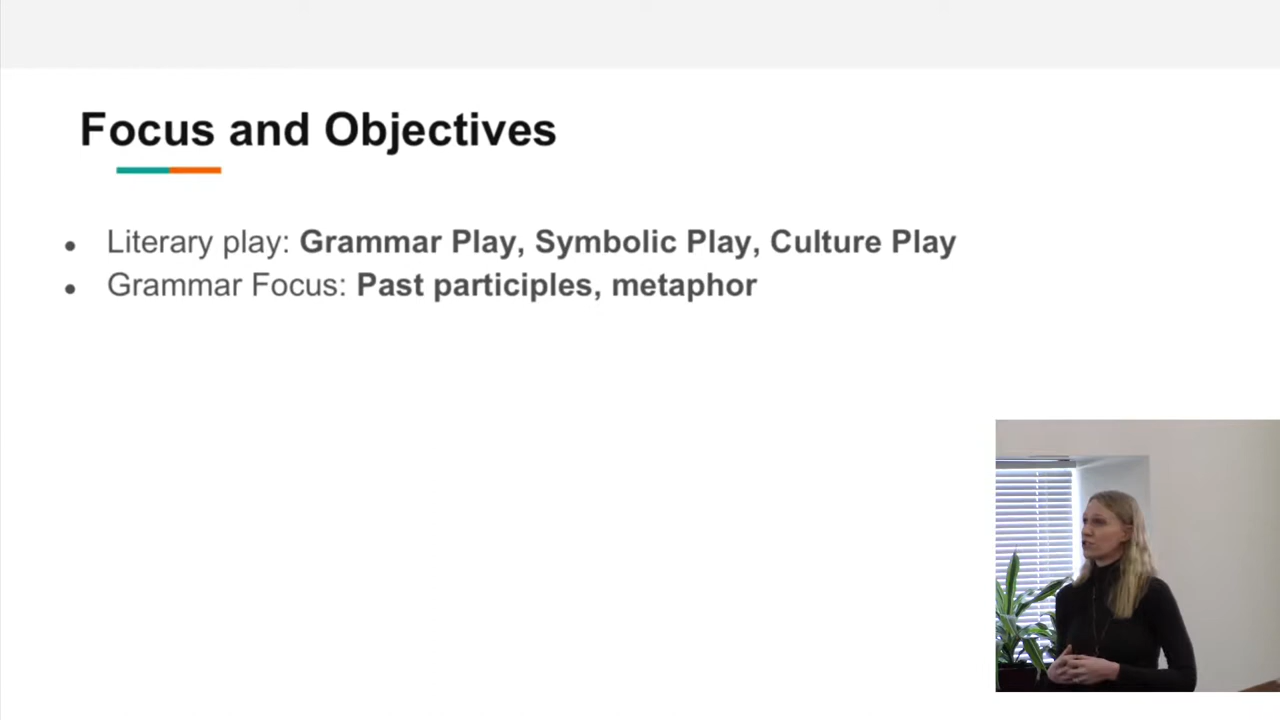 Focus and Objectives
● Literary play: Grammar Play, Symbolic Play, Culture Play
● Grammar Focus: Past participles, metaphor